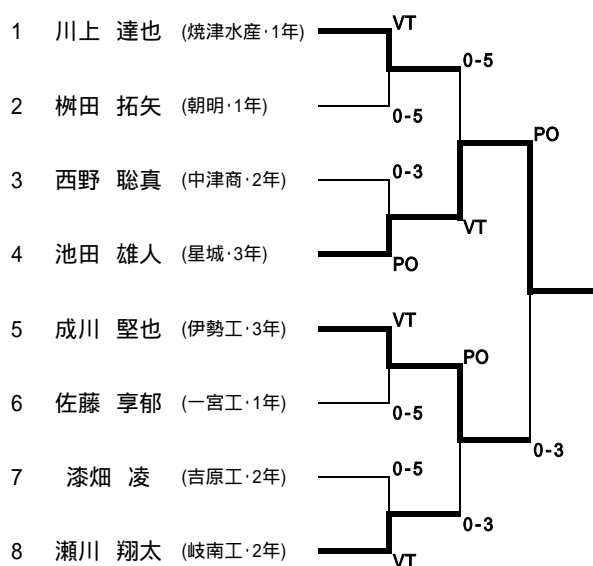 1 川上 達也 (焼津水産･1年) VT
0-5
2 桝田 拓矢 (朝明･1年) 0-5
PO
3 西野 聡真 (中津商･2年) 0-3
VT
4 池田 雄人 (星城･3年) PO
5 成川 堅也 (伊勢工･3年) VT
PO
6 佐藤 享郁 (一宮工･1年) 0-5
0-3
7 漆畑 凌 (吉原工･2年) 0-5
0-3
8 瀬川 翔太 (岐南工･2年) VT